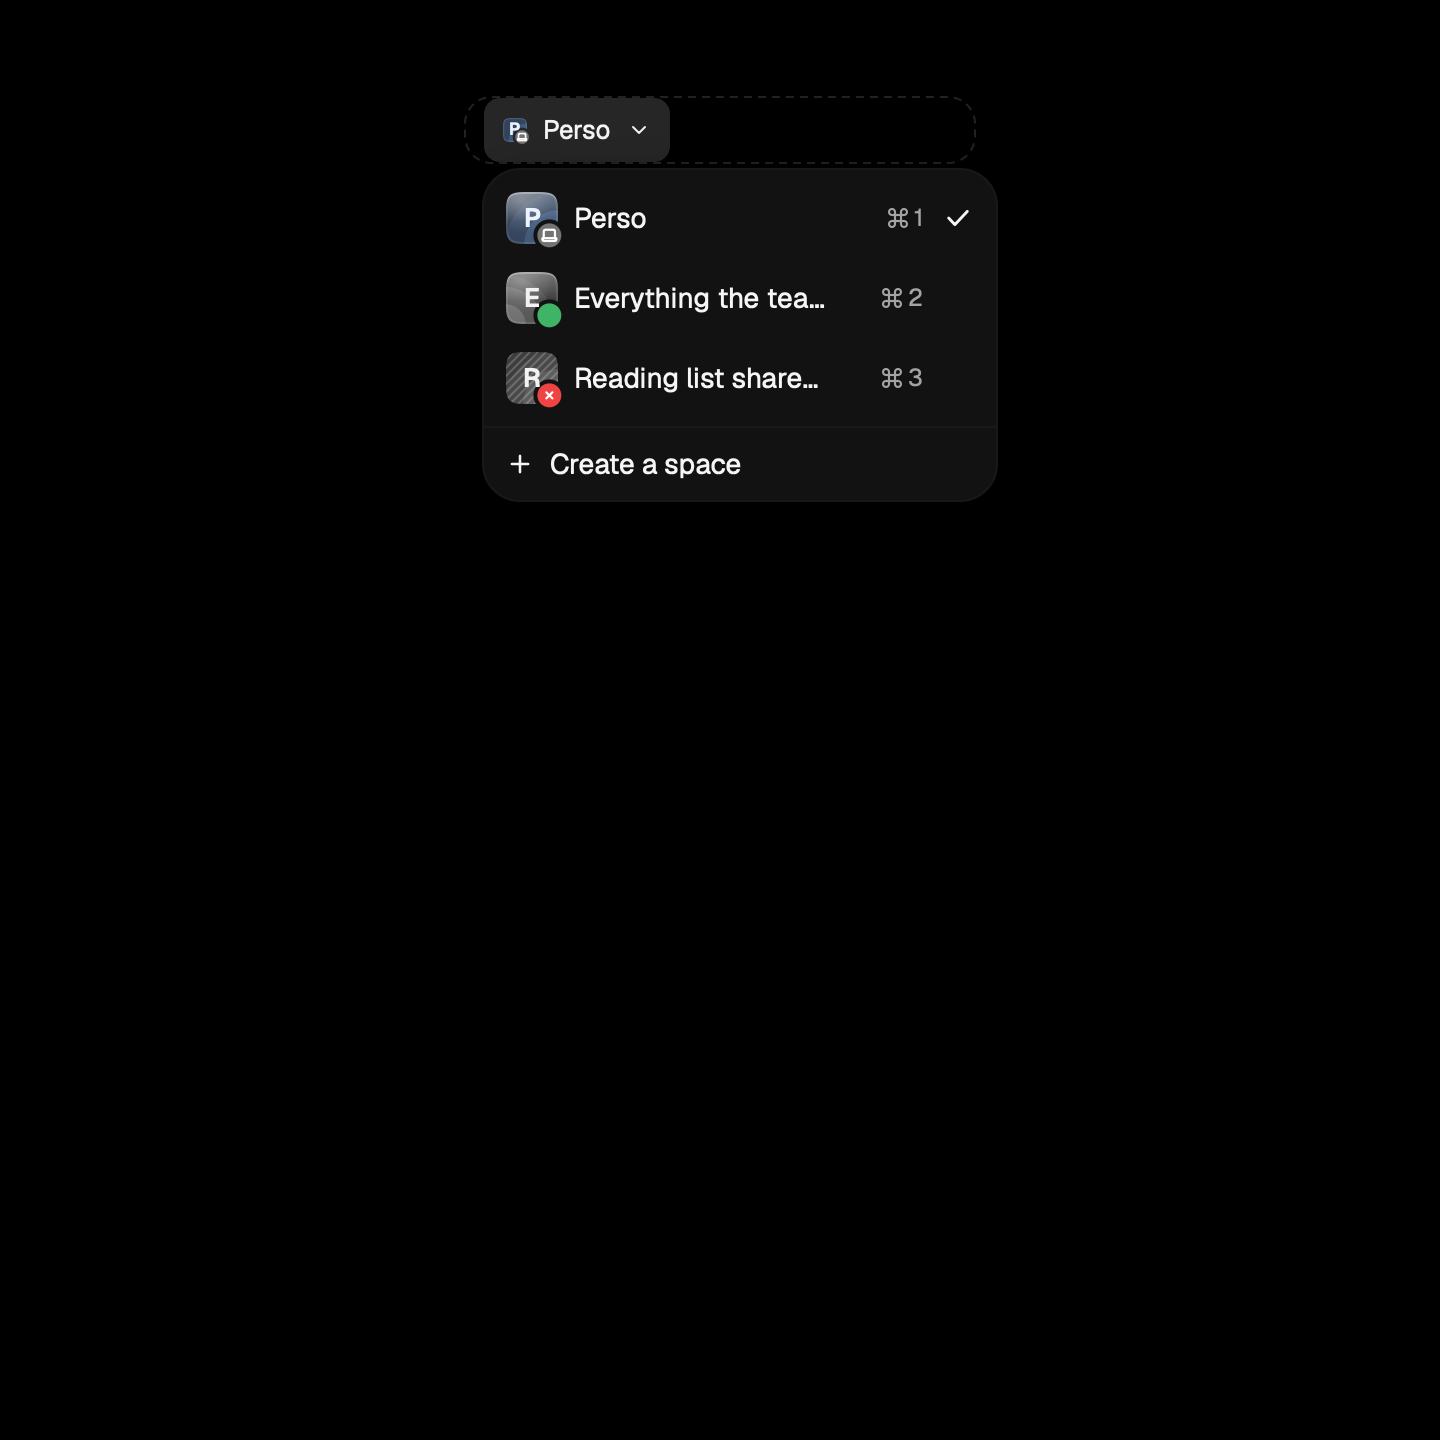 P Perso
P Perso ⌘1
E Everything the tea... ⌘2
R Reading list share... ⌘3
Create a space